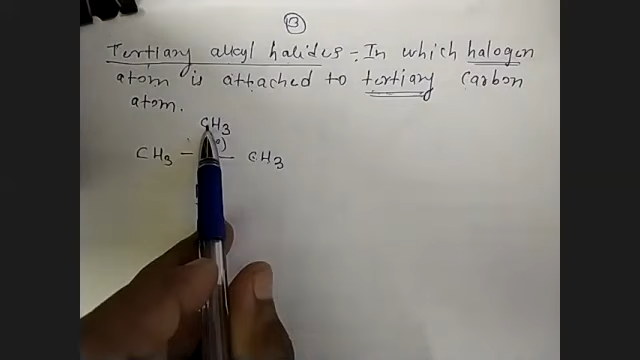 13
Tertiary alkyl halides - In which halogen
atom is attached to tertiary carbon
atom.
CH3
CH3 — CH3